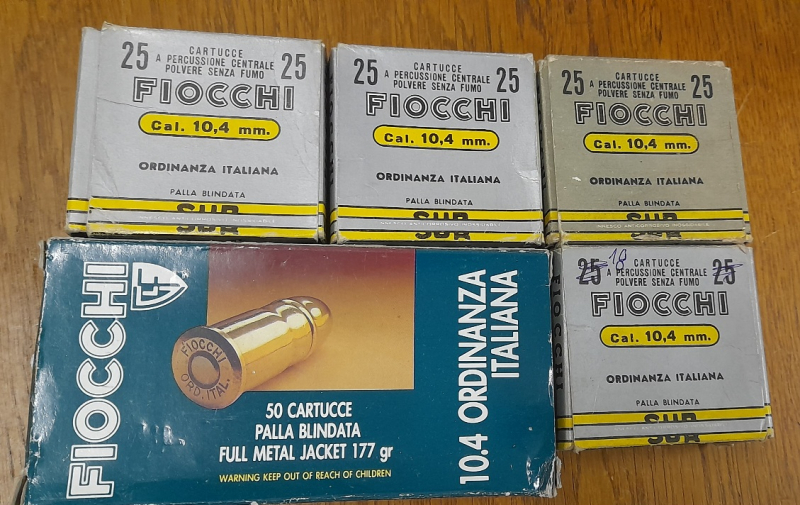 25 CARTUCCE 25
A PERCUSSIONE CENTRALE
POLVERE SENZA FUMO
FIOCCHI
Cal. 10,4 mm.
ORDINANZA ITALIANA
PALLA BLINDATA
25 CARTUCCE 25
A PERCUSSIONE CENTRALE
POLVERE SENZA FUMO
FIOCCHI
Cal. 10,4 mm.
ORDINANZA ITALIANA
PALLA BLINDATA
25 CARTUCCE 25
A PERCUSSIONE CENTRALE
POLVERE SENZA FUMO
FIOCCHI
Cal. 10,4 mm.
ORDINANZA ITALIANA
PALLA BLINDATA
INNESCO ANTICORROSIVO INOSSIDABILE
FIOCCHI
FIOCCHI
ORD. ITAL.
50 CARTUCCE
PALLA BLINDATA
FULL METAL JACKET 177 gr
WARNING KEEP OUT OF REACH OF CHILDREN
10.4 ORDINANZA
ITALIANA
FIOCCHI
25 18 CARTUCCE 25
A PERCUSSIONE CENTRALE
POLVERE SENZA FUMO
FIOCCHI
Cal. 10,4 mm.
ORDINANZA ITALIANA
PALLA BLINDATA